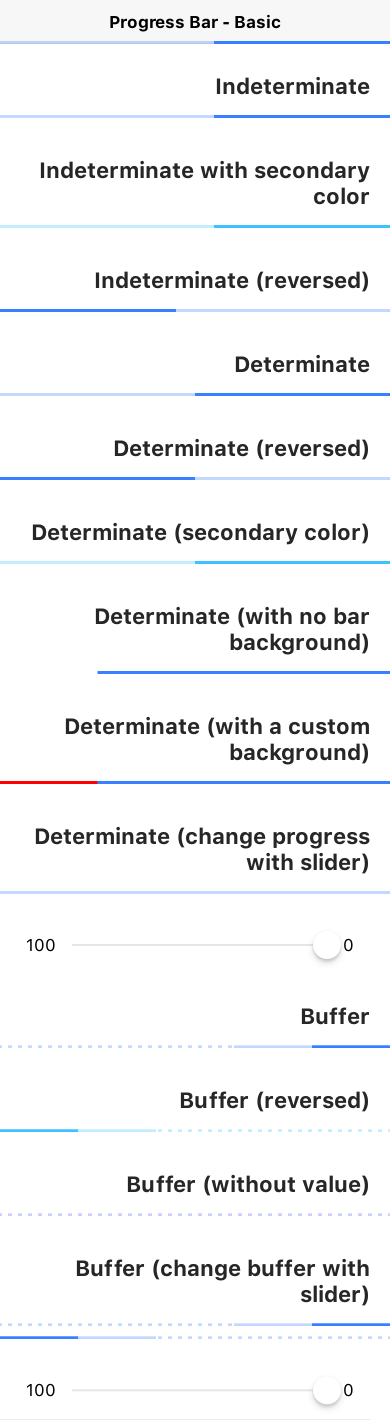 Progress Bar - Basic
Indeterminate
Indeterminate with secondary
color
Indeterminate (reversed)
Determinate
Determinate (reversed)
Determinate (secondary color)
Determinate (with no bar
background)
Determinate (with a custom
background)
Determinate (change progress
with slider)
100 0
Buffer
Buffer (reversed)
Buffer (without value)
Buffer (change buffer with
slider)
100 0